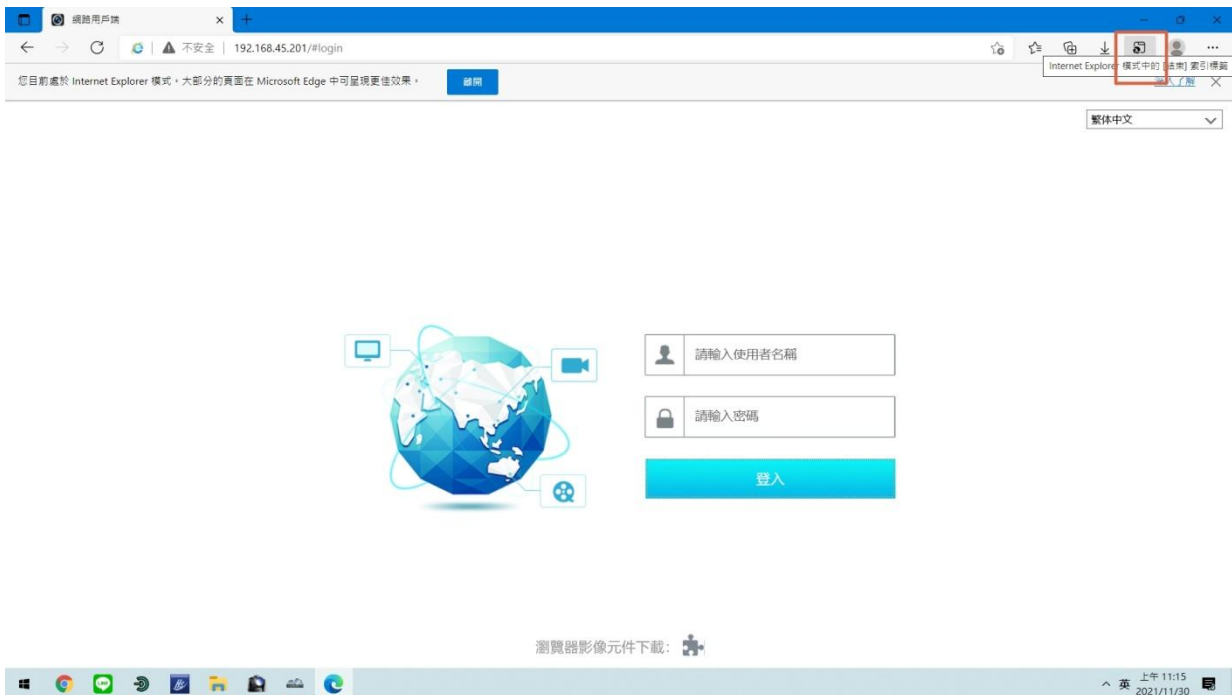 網路用戶端
不安全 | 192.168.45.201/#login
Internet Explorer 模式中的 [結束] 索引標籤
您目前處於 Internet Explorer 模式。大部分的頁面在 Microsoft Edge 中可呈現更佳效果。
離開
深入了解
繁体中文
請輸入使用者名稱
請輸入密碼
登入
瀏覽器影像元件下載:
英
上午 11:15
2021/11/30